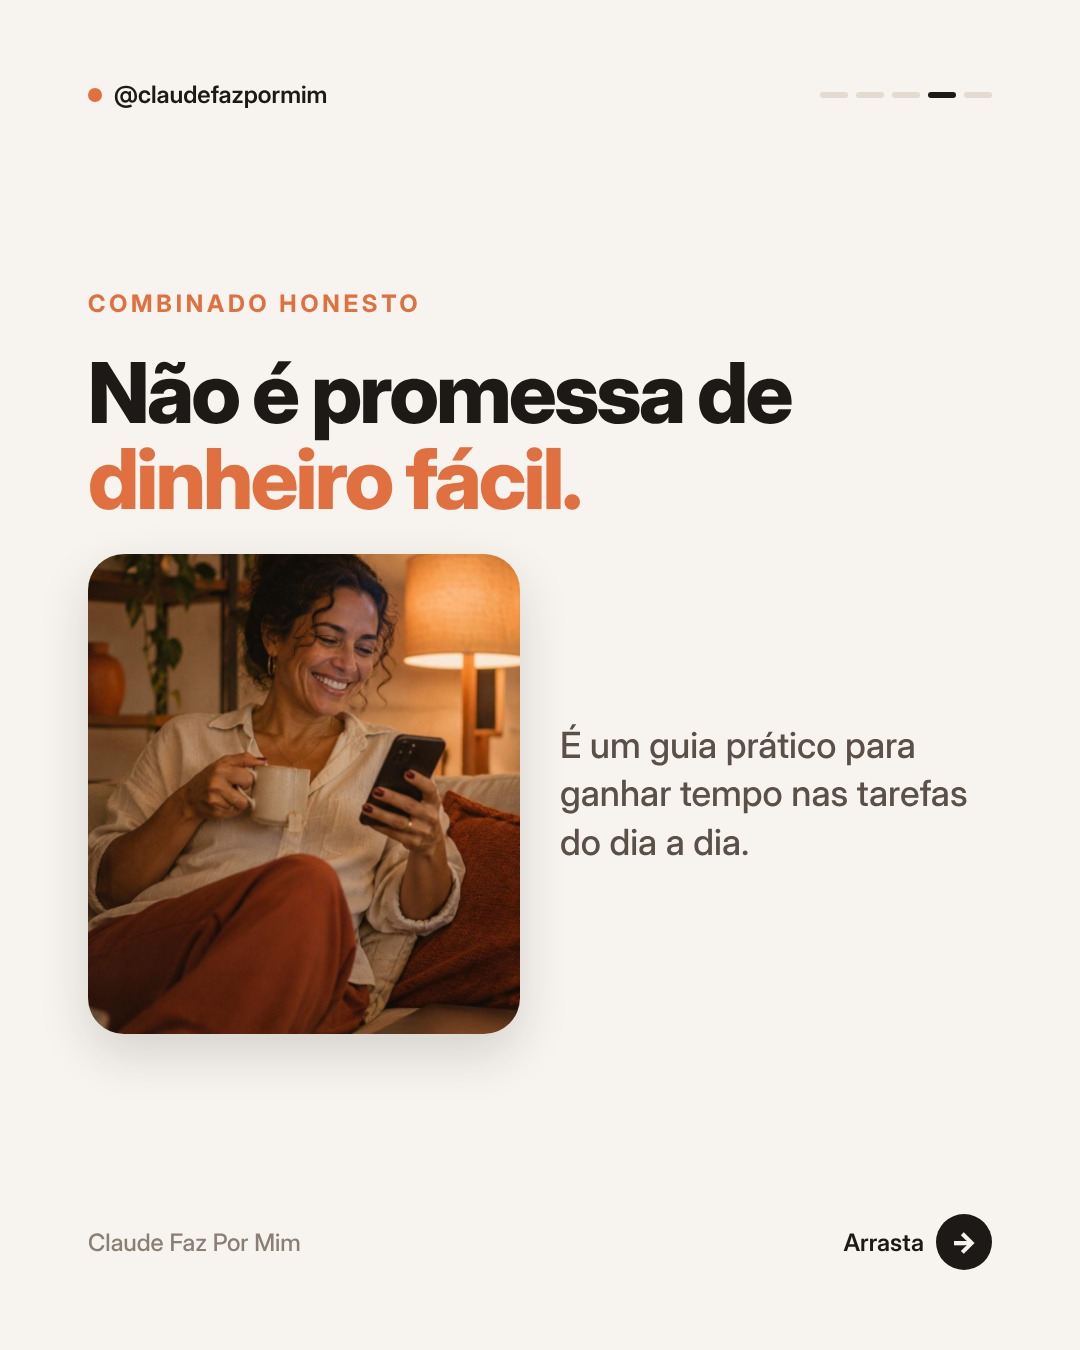 @claudefazpormim
COMBINADO HONESTO
Não é promessa de
dinheiro fácil.
É um guia prático para
ganhar tempo nas tarefas
do dia a dia.
Claude Faz Por Mim
Arrasta